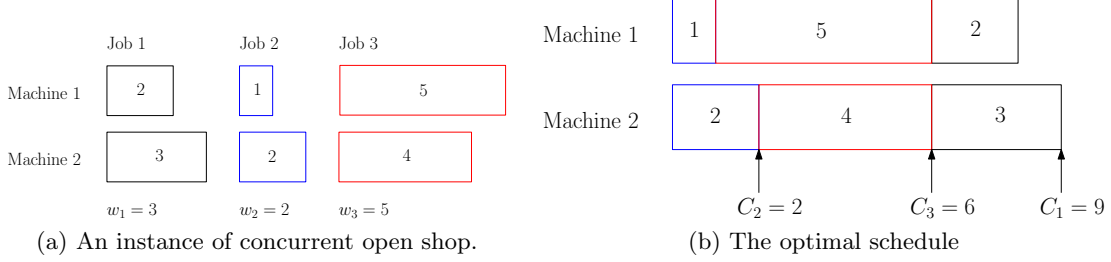 Job 1 Job 2 Job 3
Machine 1 2 1 5
Machine 2 3 2 4
w₁ = 3 w₂ = 2 w₃ = 5
(a) An instance of concurrent open shop.
Machine 1 1 5 2
Machine 2 2 4 3
C₂ = 2 C₃ = 6 C₁ = 9
(b) The optimal schedule